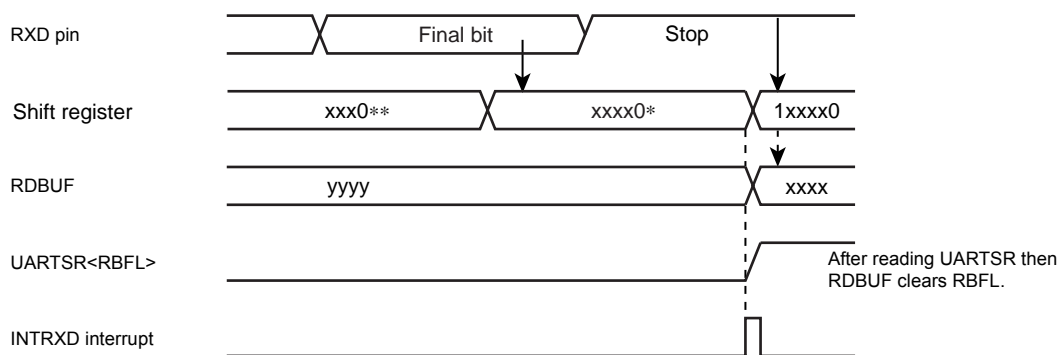 RXD pin
Final bit
Stop
Shift register
xxx0**
xxxx0*
1xxxx0
RDBUF
yyyy
xxxx
UARTSR<RBFL>
After reading UARTSR then
RDBUF clears RBFL.
INTRXD interrupt